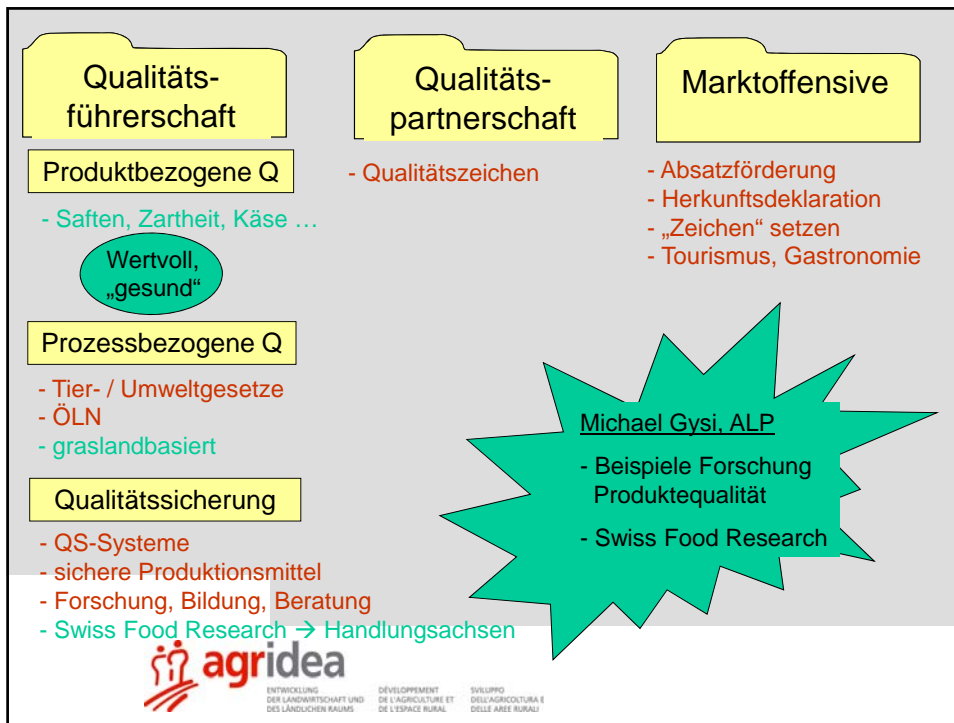 Qualitäts-
führerschaft
Produktbezogene Q
- Saften, Zartheit, Käse …
Wertvoll,
„gesund“
Prozessbezogene Q
- Tier- / Umweltgesetze
- ÖLN
- graslandbasiert
Qualitätssicherung
- QS-Systeme
- sichere Produktionsmittel
- Forschung, Bildung, Beratung
- Swiss Food Research → Handlungsachsen
Qualitäts-
partnerschaft
- Qualitätszeichen
Marktoffensive
- Absatzförderung
- Herkunftsdeklaration
- „Zeichen“ setzen
- Tourismus, Gastronomie
Michael Gysi, ALP
- Beispiele Forschung
Produktequalität
- Swiss Food Research
agridea
ENTWICKLUNG
DER LANDWIRTSCHAFT UND
DES LÄNDLICHEN RAUMS
DÉVELOPPEMENT
DE L'AGRICULTURE ET
DE L'ESPACE RURAL
SVILUPPO
DELL'AGRICOLTURA E
DELLE AREE RURALI